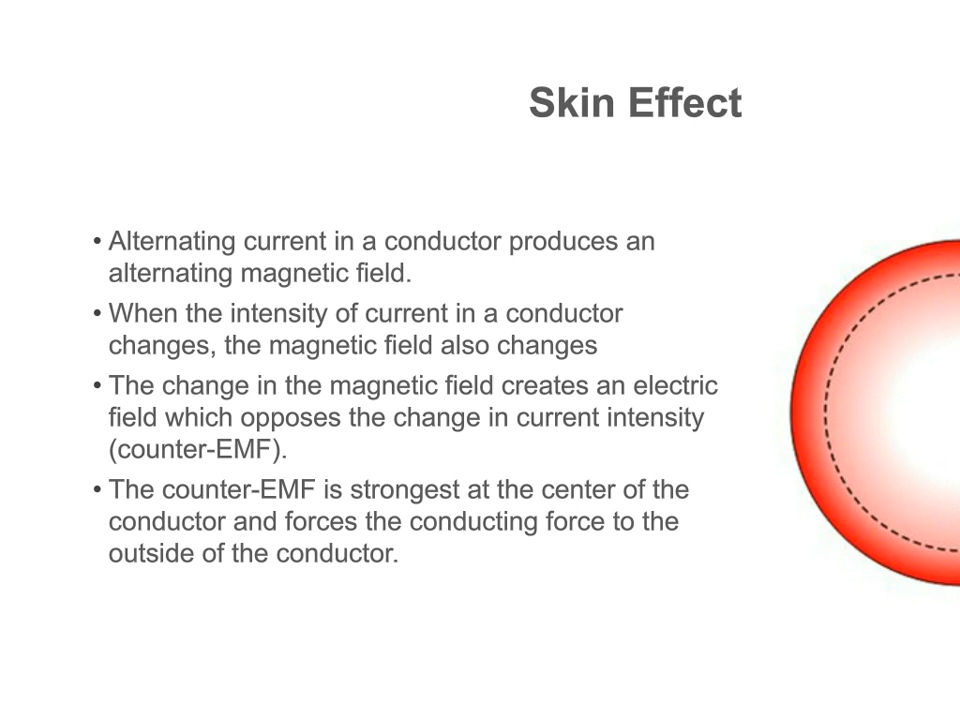 Skin Effect
• Alternating current in a conductor produces an
alternating magnetic field.
• When the intensity of current in a conductor
changes, the magnetic field also changes
• The change in the magnetic field creates an electric
field which opposes the change in current intensity
(counter-EMF).
• The counter-EMF is strongest at the center of the
conductor and forces the conducting force to the
outside of the conductor.